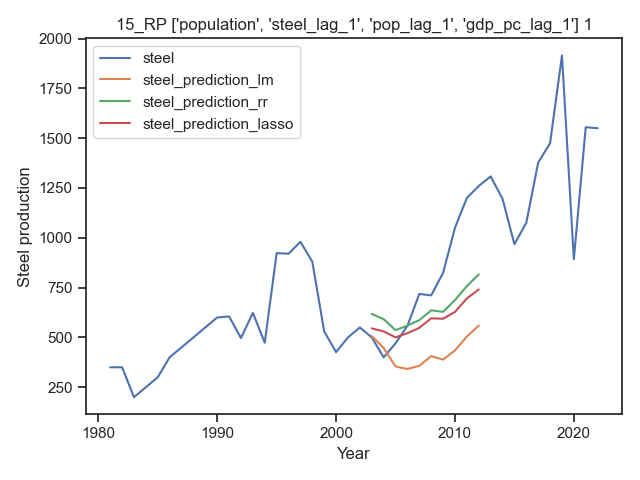 15_RP ['population', 'steel_lag_1', 'pop_lag_1', 'gdp_pc_lag_1'] 1
steel
steel_prediction_lm
steel_prediction_rr
steel_prediction_lasso
Steel production
2000
1750
1500
1250
1000
750
500
250
1980
1990
2000
2010
2020
Year